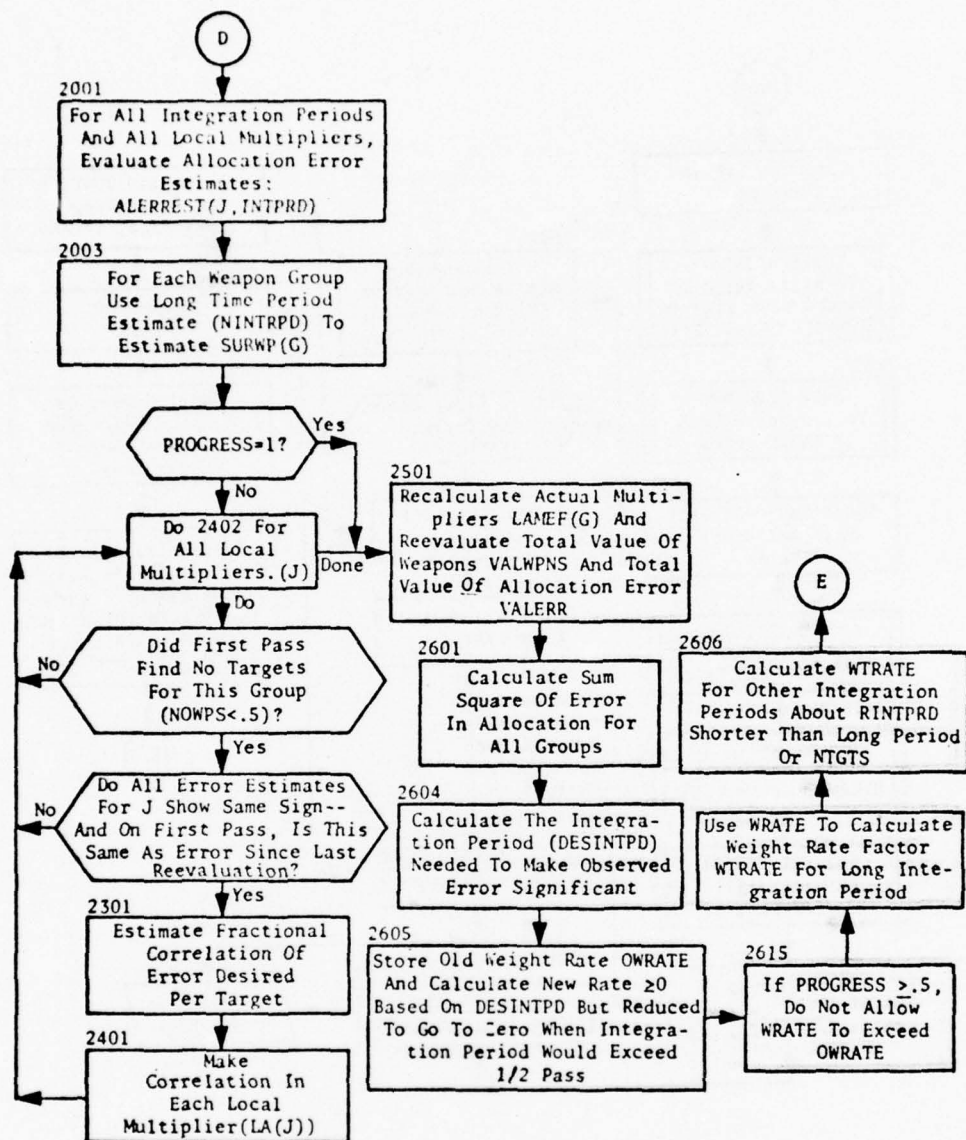 D
2001
For All Integration Periods
And All Local Multipliers,
Evaluate Allocation Error
Estimates:
ALERREST(J,INTPRD)
2003
For Each Weapon Group
Use Long Time Period
Estimate (NINTRPD) To
Estimate SURWP(G)
PROGRESS=1?
Yes
No
Do 2402 For
All Local
Multipliers.(J)
Done
Do
Did First Pass
Find No Targets
For This Group
(NOWPS<.5)?
No
Yes
Do All Error Estimates
For J Show Same Sign--
And On First Pass, Is This
Same As Error Since Last
Reevaluation?
No
Yes
2301
Estimate Fractional
Correlation Of
Error Desired
Per Target
2401
Make
Correlation In
Each Local
Multiplier(LA(J))
2501
Recalculate Actual Multi-
pliers LAMEF(G) And
Reevaluate Total Value Of
Weapons VALWPNS And Total
Value Of Allocation Error
VALERR
2601
Calculate Sum
Square Of Error
In Allocation For
All Groups
2604
Calculate The Integra-
tion Period (DESINTPD)
Needed To Make Observed
Error Significant
2605
Store Old Weight Rate OWRATE
And Calculate New Rate ≥0
Based On DESINTPD But Reduced
To Go To Zero When Integra-
tion Period Would Exceed
1/2 Pass
2615
If PROGRESS ≥.5,
Do Not Allow
WRATE To Exceed
OWRATE
Use WRATE To Calculate
Weight Rate Factor
WTRATE For Long Inte-
gration Period
2606
Calculate WTRATE
For Other Integration
Periods About RINTPRD
Shorter Than Long Period
Or NTGTS
E